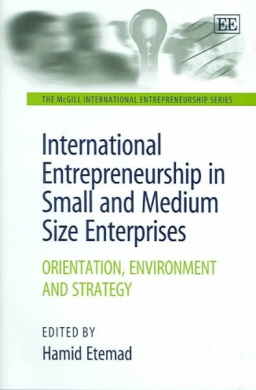 EE
THE MCGILL INTERNATIONAL ENTREPRENEURSHIP SERIES
International
Entrepreneurship in
Small and Medium
Size Enterprises
ORIENTATION, ENVIRONMENT
AND STRATEGY
EDITED BY
Hamid Etemad